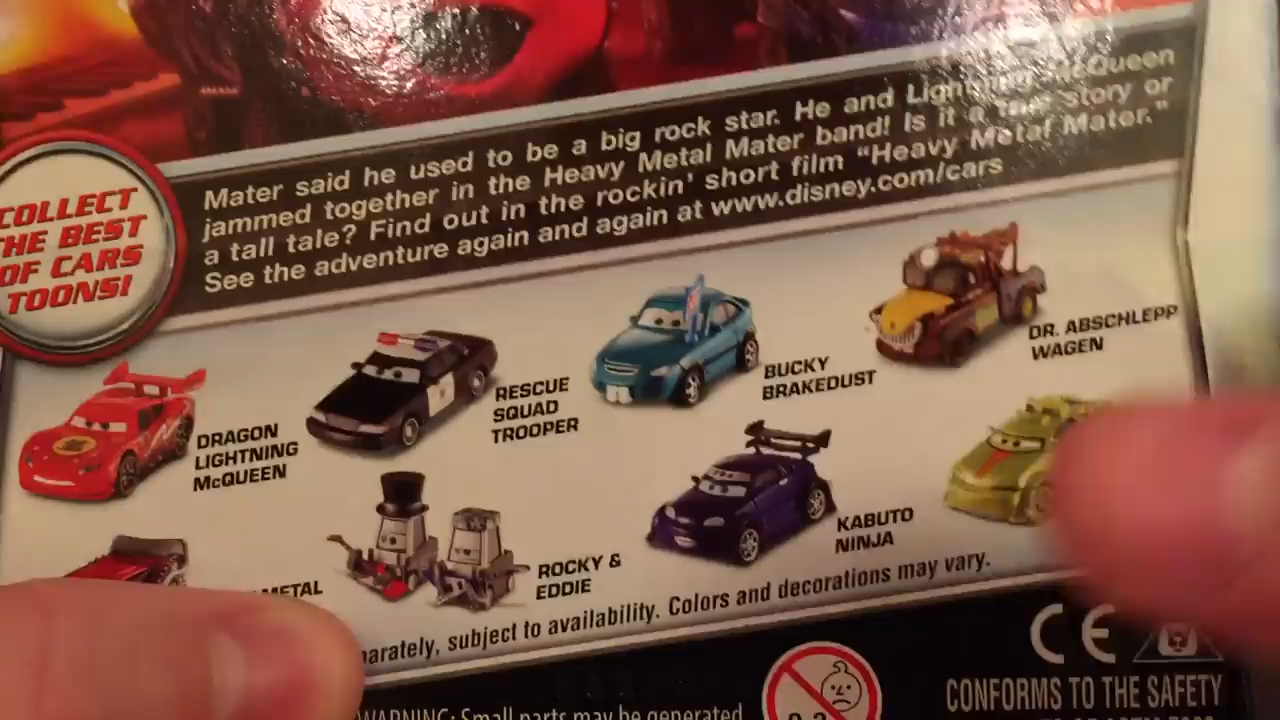 Mater said he used to be a big rock star. He and Lightning McQueen
jammed together in the Heavy Metal Mater band! Is it a true story or
a tall tale? Find out in the rockin' short film "Heavy Metal Mater."
See the adventure again and again at www.disney.com/cars
COLLECT
THE BEST
OF CARS
TOONS!
DRAGON
LIGHTNING
McQUEEN
RESCUE
SQUAD
TROOPER
BUCKY
BRAKEDUST
DR. ABSCHLEPP
WAGEN
METAL
ROCKY &
EDDIE
KABUTO
NINJA
subject to availability. Colors and decorations may vary.
CE
CONFORMS TO THE SAFETY
WARNING: Small parts may be generated